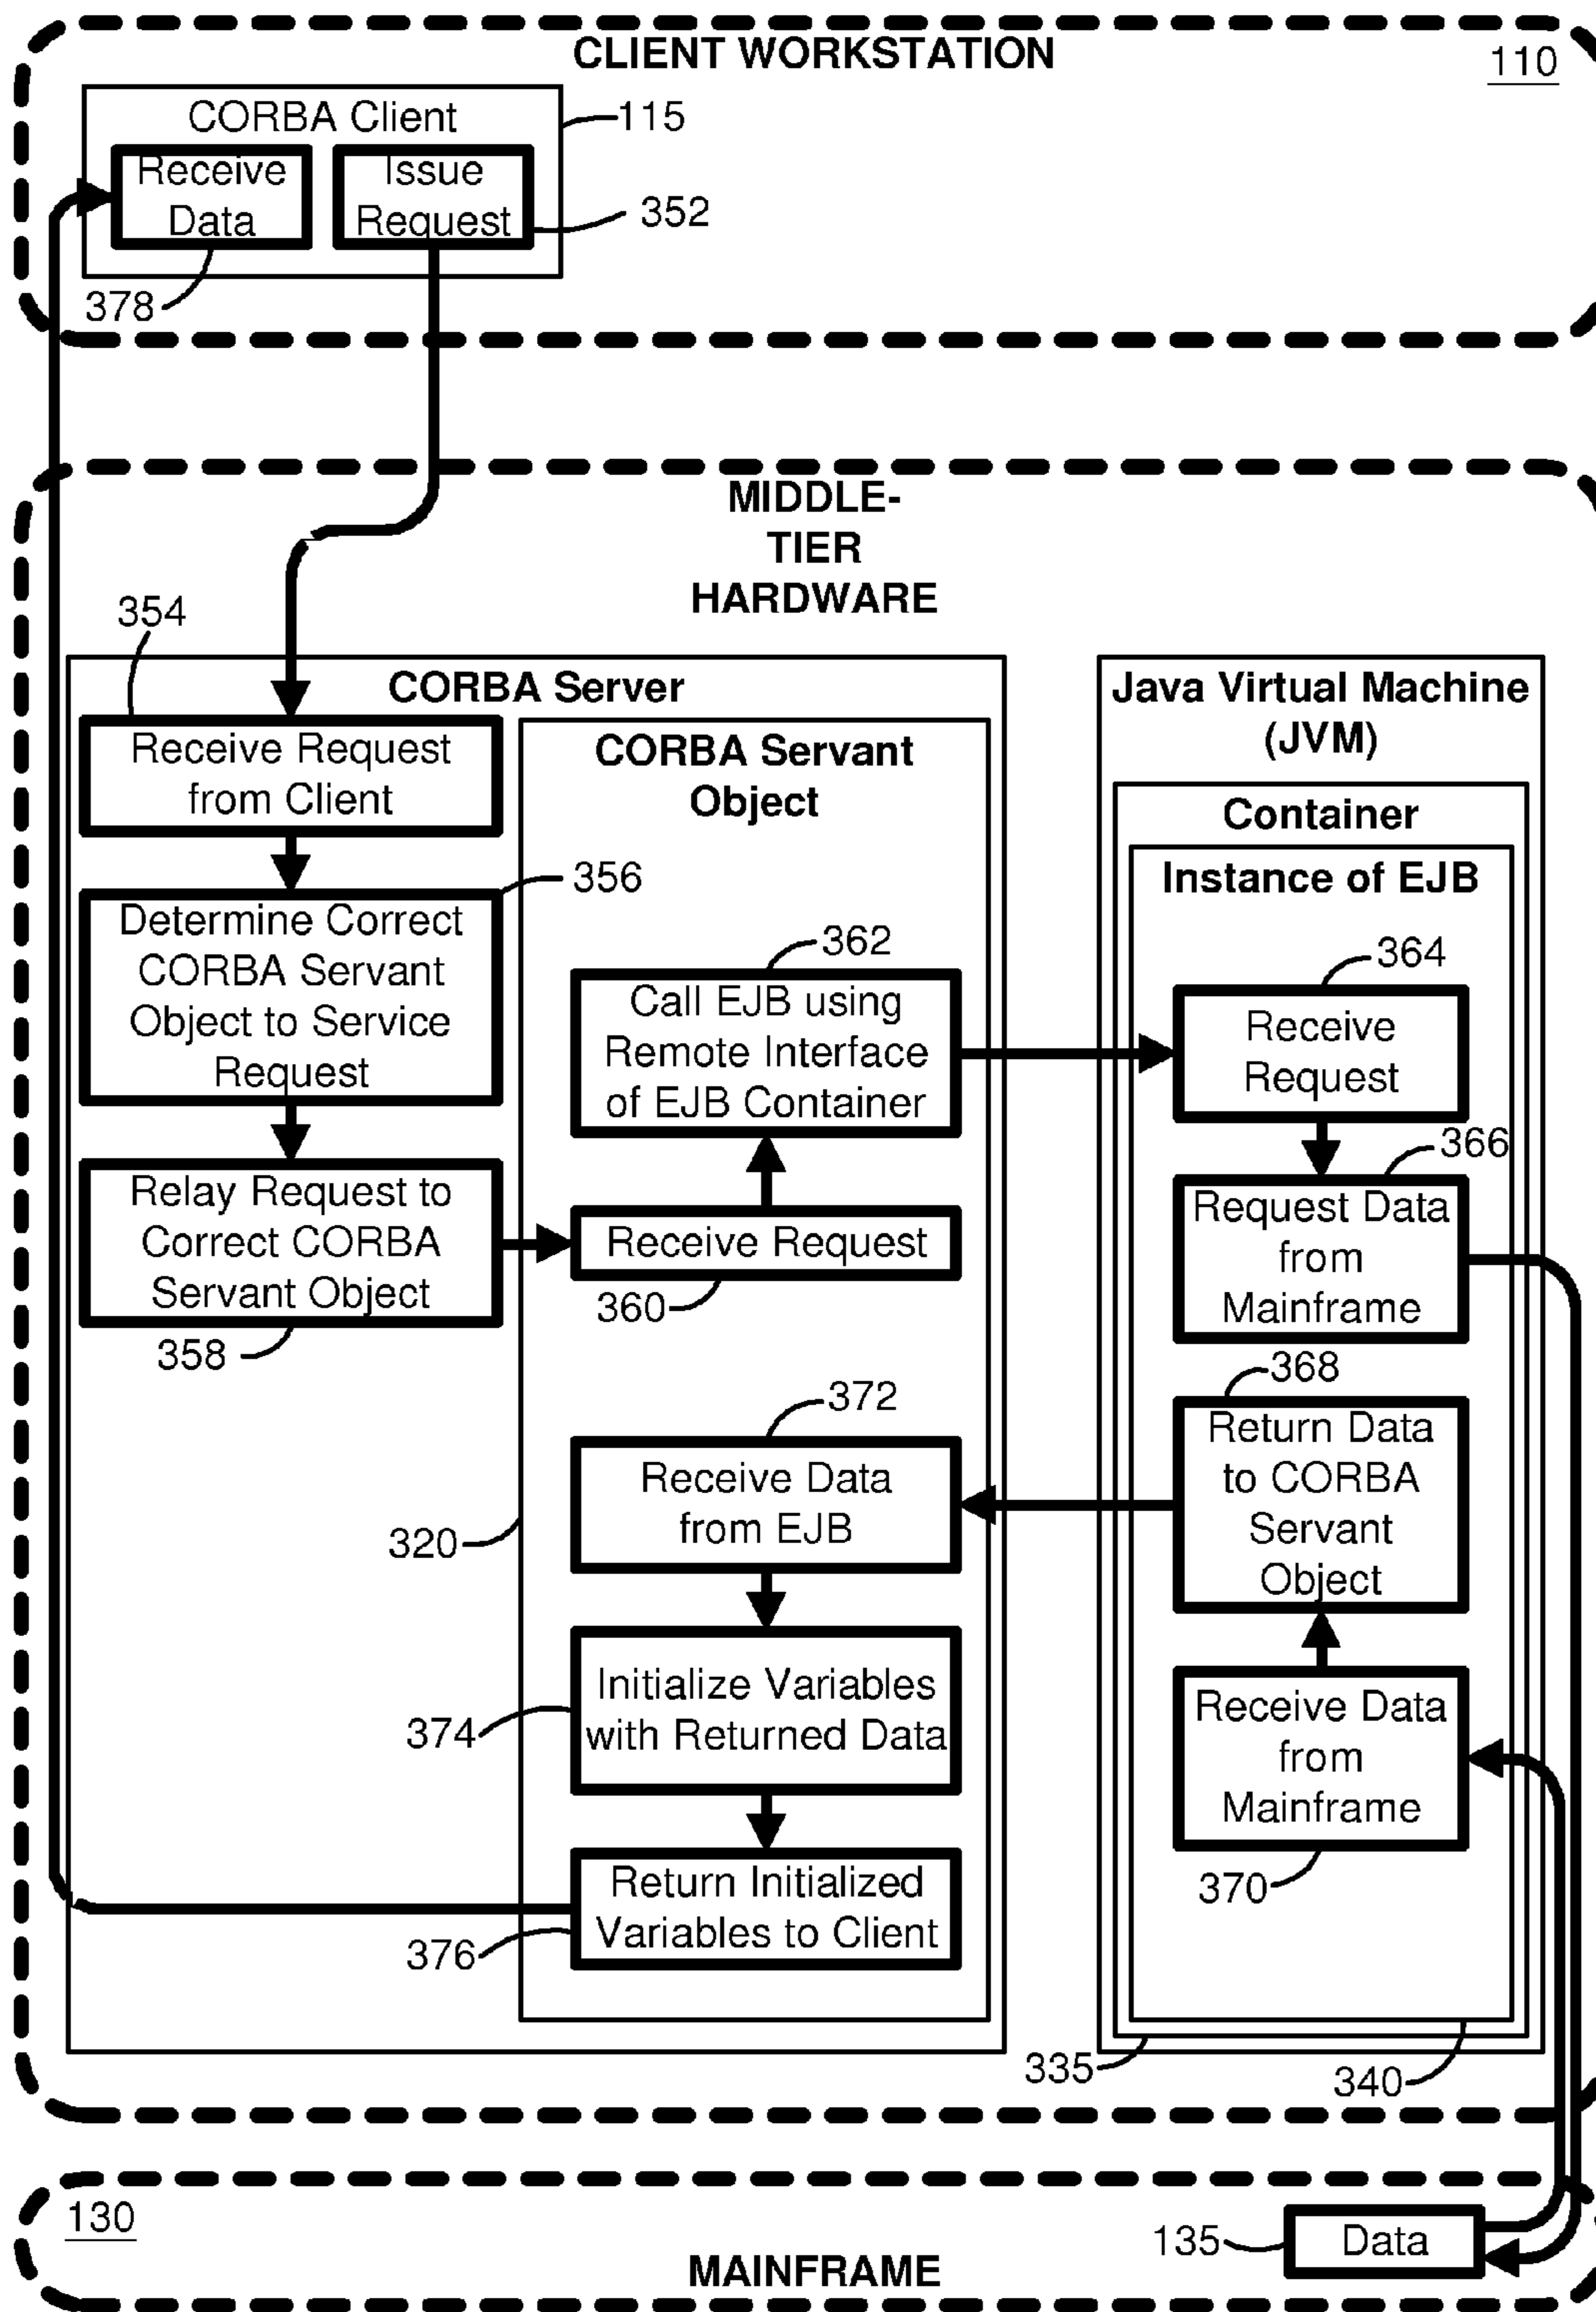 CLIENT WORKSTATION
110
CORBA Client
115
Receive
Data
Issue
Request
352
378
MIDDLE-
TIER
HARDWARE
354
CORBA Server
Receive Request
from Client
356
Determine Correct
CORBA Servant
Object to Service
Request
Relay Request to
Correct CORBA
Servant Object
358
CORBA Servant
Object
362
Call EJB using
Remote Interface
of EJB Container
Receive Request
360
372
Receive Data
from EJB
320
Initialize Variables
with Returned Data
374
Return Initialized
Variables to Client
376
Java Virtual Machine
(JVM)
Container
Instance of EJB
364
Receive
Request
366
Request Data
from
Mainframe
368
Return Data
to CORBA
Servant
Object
Receive Data
from
Mainframe
370
335
340
130
135
Data
MAINFRAME